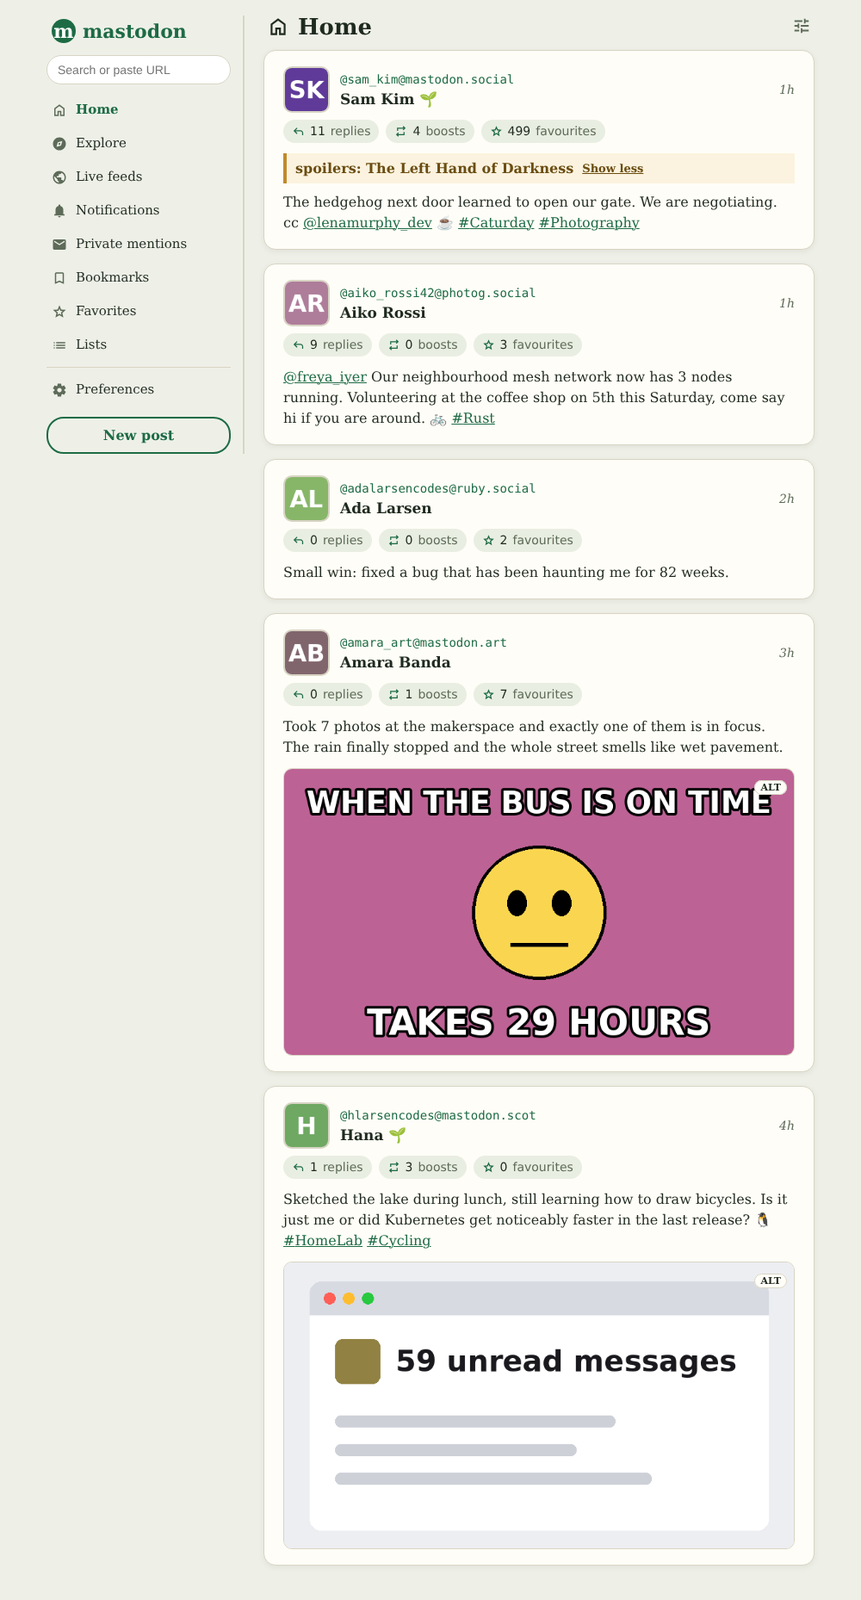 mastodon
Search or paste URL
Home
Explore
Live feeds
Notifications
Private mentions
Bookmarks
Favorites
Lists
Preferences
New post
Home
SK
@sam_kim@mastodon.social
Sam Kim 🌱
1h
11 replies
4 boosts
499 favourites
spoilers: The Left Hand of Darkness Show less
The hedgehog next door learned to open our gate. We are negotiating.
cc @lenamurphy_dev ☕ #Caturday #Photography
AR
@aiko_rossi42@photog.social
Aiko Rossi
1h
9 replies
0 boosts
3 favourites
@freya_iyer Our neighbourhood mesh network now has 3 nodes
running. Volunteering at the coffee shop on 5th this Saturday, come say
hi if you are around. 🚲 #Rust
AL
@adalarsencodes@ruby.social
Ada Larsen
2h
0 replies
0 boosts
2 favourites
Small win: fixed a bug that has been haunting me for 82 weeks.
AB
@amara_art@mastodon.art
Amara Banda
3h
0 replies
1 boosts
7 favourites
Took 7 photos at the makerspace and exactly one of them is in focus.
The rain finally stopped and the whole street smells like wet pavement.
ALT
WHEN THE BUS IS ON TIME
TAKES 29 HOURS
H
@hlarsencodes@mastodon.scot
Hana 🌱
4h
1 replies
3 boosts
0 favourites
Sketched the lake during lunch, still learning how to draw bicycles. Is it
just me or did Kubernetes get noticeably faster in the last release? 🐧
#HomeLab #Cycling
ALT
59 unread messages